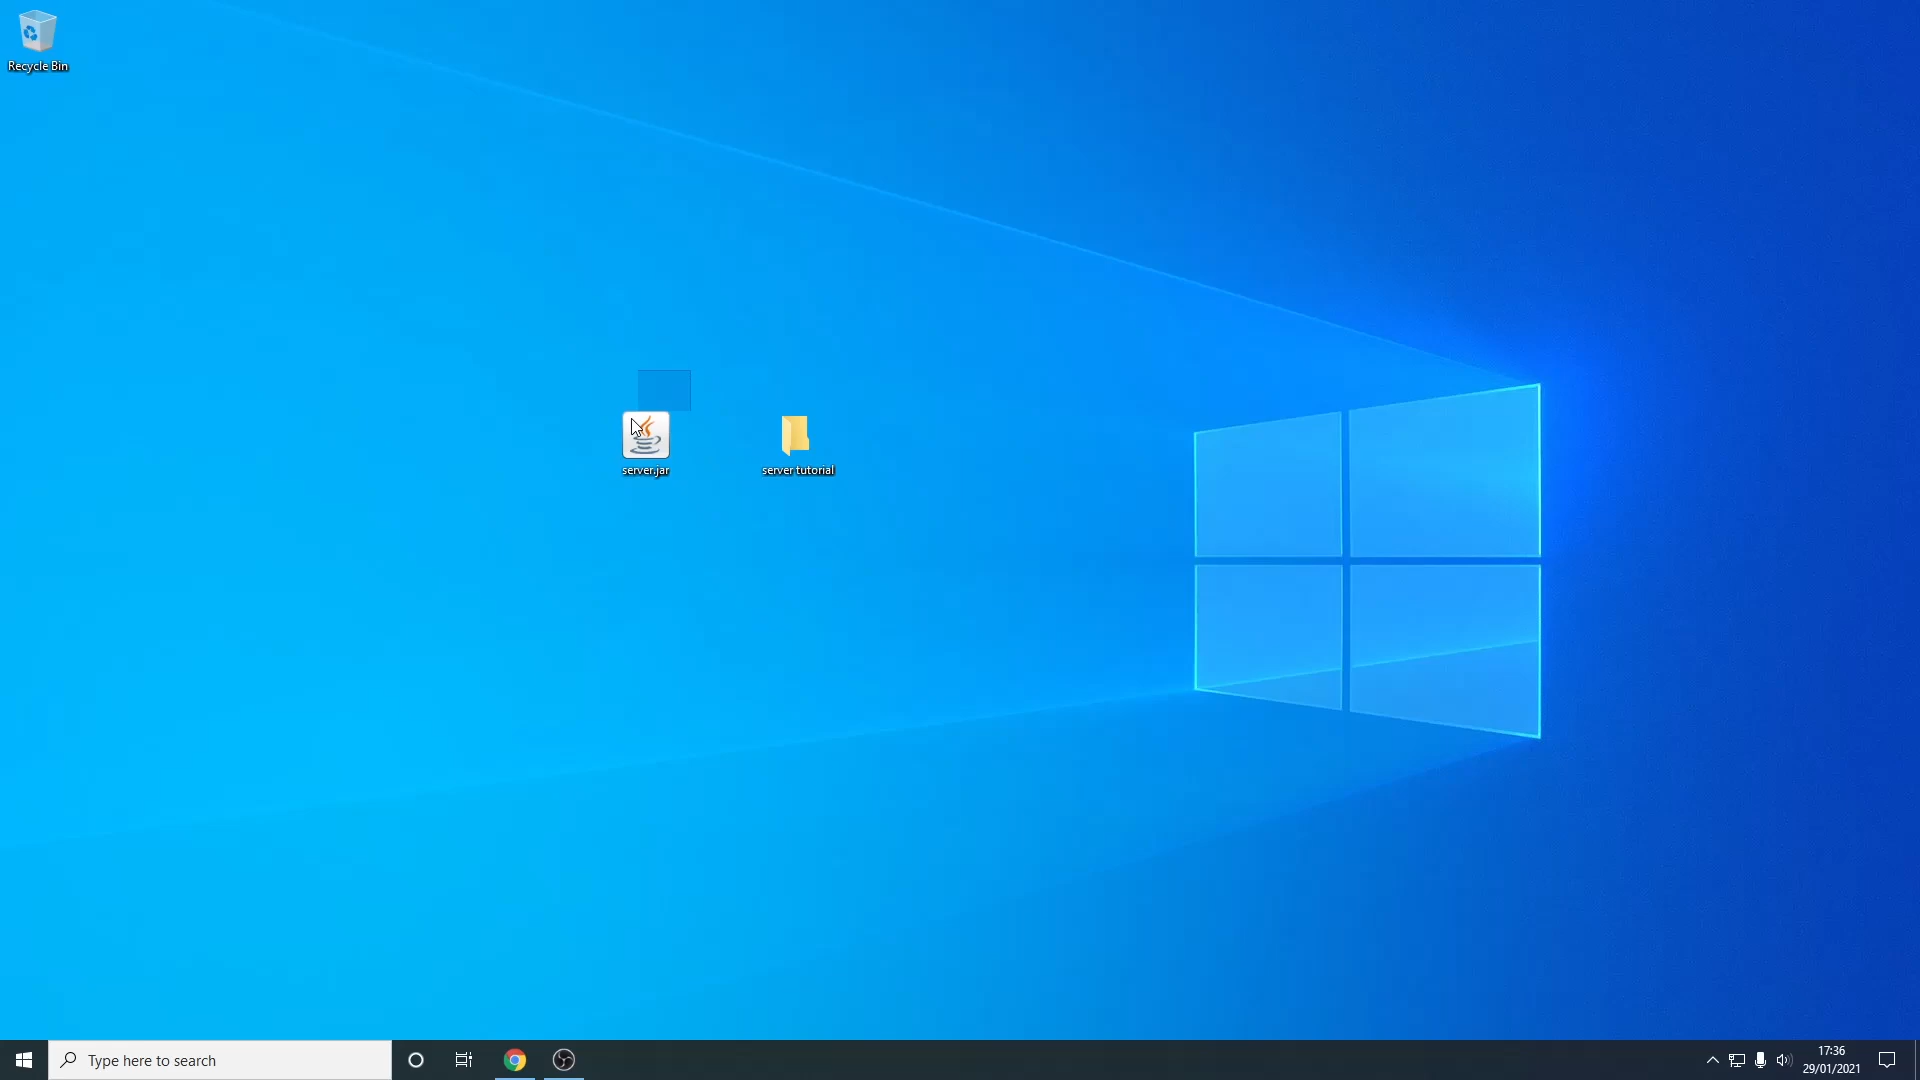 Recycle Bin
server.jar
server tutorial
Type here to search
17:36
29/01/2021